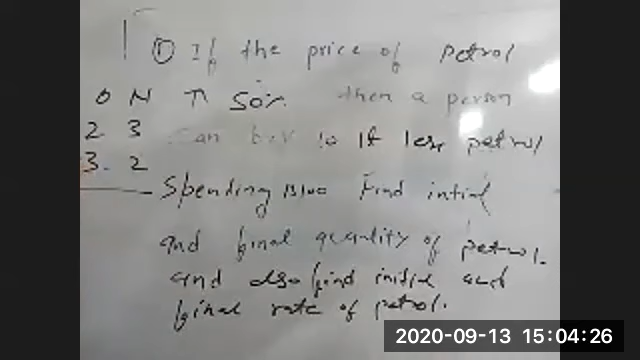 ① If the price of petrol
O N ↑ 50% then a person
2 3 can buy 10 lt less petrol
3. 2
Spending Find intial
and final quantity of petrol.
and also find initial and
final rate of petrol.
2020-09-13 15:04:26